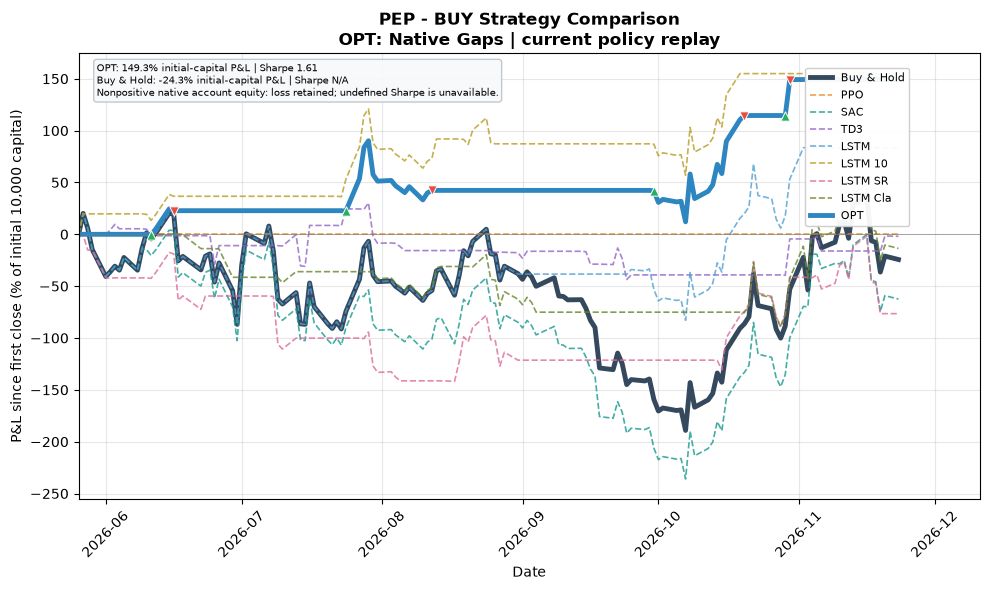 PEP - BUY Strategy Comparison
OPT: Native Gaps | current policy replay
OPT: 149.3% initial-capital P&L | Sharpe 1.61
Buy & Hold: -24.3% initial-capital P&L | Sharpe N/A
Nonpositive native account equity: loss retained; undefined Sharpe is unavailable.
Buy & Hold
PPO
SAC
TD3
LSTM
LSTM 10
LSTM SR
LSTM Cla
OPT
P&L since first close (% of initial 10,000 capital)
150
100
50
0
−50
−100
−150
−200
−250
2026-06
2026-07
2026-08
2026-09
2026-10
2026-11
2026-12
Date